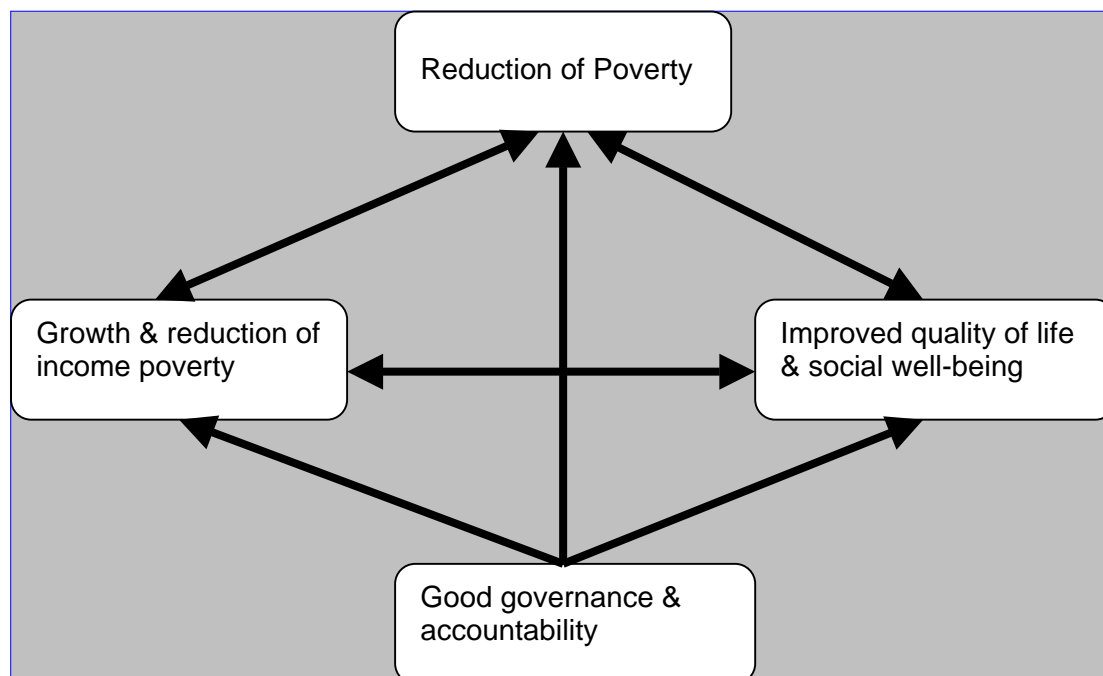 Reduction of Poverty
Growth & reduction of
income poverty
Improved quality of life
& social well-being
Good governance &
accountability